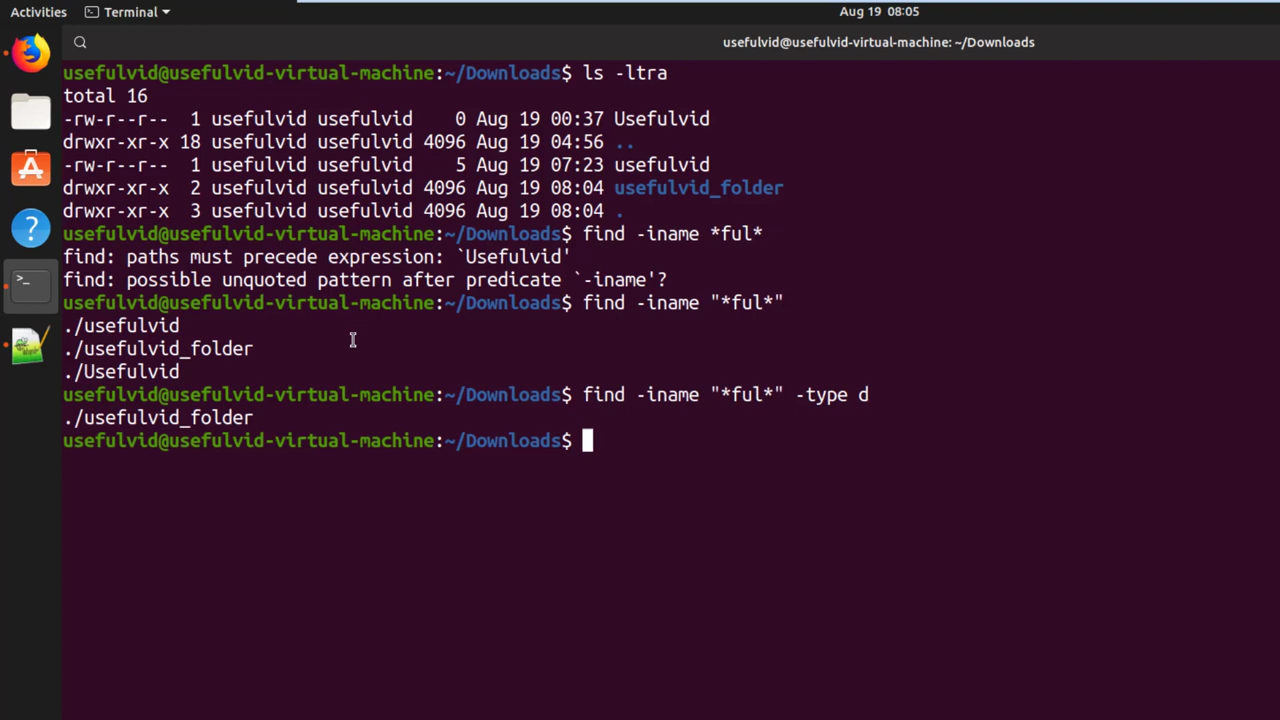 Activities Terminal Aug 19 08:05
usefulvid@usefulvid-virtual-machine: ~/Downloads
usefulvid@usefulvid-virtual-machine:~/Downloads$ ls -ltra
total 16
-rw-r--r--  1 usefulvid usefulvid    0 Aug 19 00:37 Usefulvid
drwxr-xr-x 18 usefulvid usefulvid 4096 Aug 19 04:56 ..
-rw-r--r--  1 usefulvid usefulvid    5 Aug 19 07:23 usefulvid
drwxr-xr-x  2 usefulvid usefulvid 4096 Aug 19 08:04 usefulvid_folder
drwxr-xr-x  3 usefulvid usefulvid 4096 Aug 19 08:04 .
usefulvid@usefulvid-virtual-machine:~/Downloads$ find -iname *ful*
find: paths must precede expression: `Usefulvid'
find: possible unquoted pattern after predicate `-iname'?
usefulvid@usefulvid-virtual-machine:~/Downloads$ find -iname "*ful*"
./usefulvid
./usefulvid_folder
./Usefulvid
usefulvid@usefulvid-virtual-machine:~/Downloads$ find -iname "*ful*" -type d
./usefulvid_folder
usefulvid@usefulvid-virtual-machine:~/Downloads$